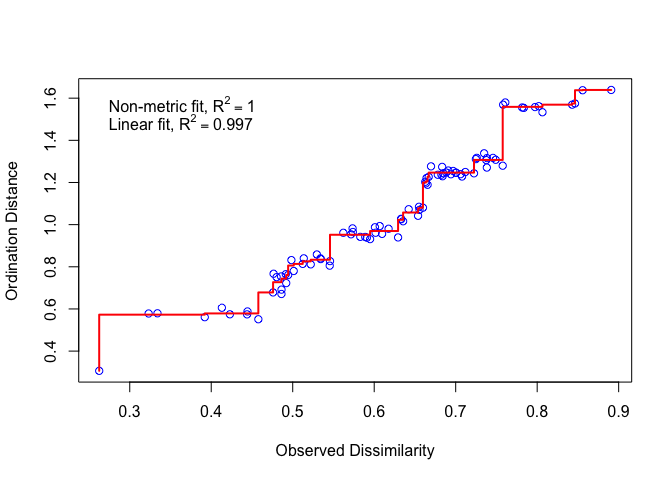 Non-metric fit, R² = 1
Linear fit, R² = 0.997
Ordination Distance
0.4 0.6 0.8 1.0 1.2 1.4 1.6
0.3 0.4 0.5 0.6 0.7 0.8 0.9
Observed Dissimilarity